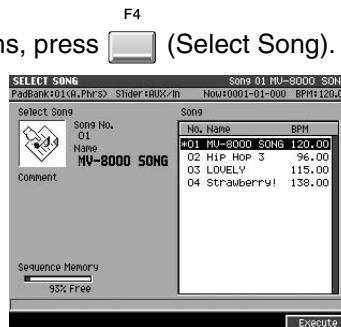 F4
ns, press (Select Song).
SELECT SONG Song 01 MV-8000 SON
PadBank:01(A.Phrs) Slider:AUX/In Now:0001-01-000 BPM:120.0
Select Song
Song No.
01
Name
MV-8000 SONG
Comment
Sequence Memory
93% Free
Song
No. Name BPM
*01 MV-8000 SONG 120.00
02 Hip Hop 3 96.00
03 LOVELY 115.00
04 Strawberry! 138.00
Execute